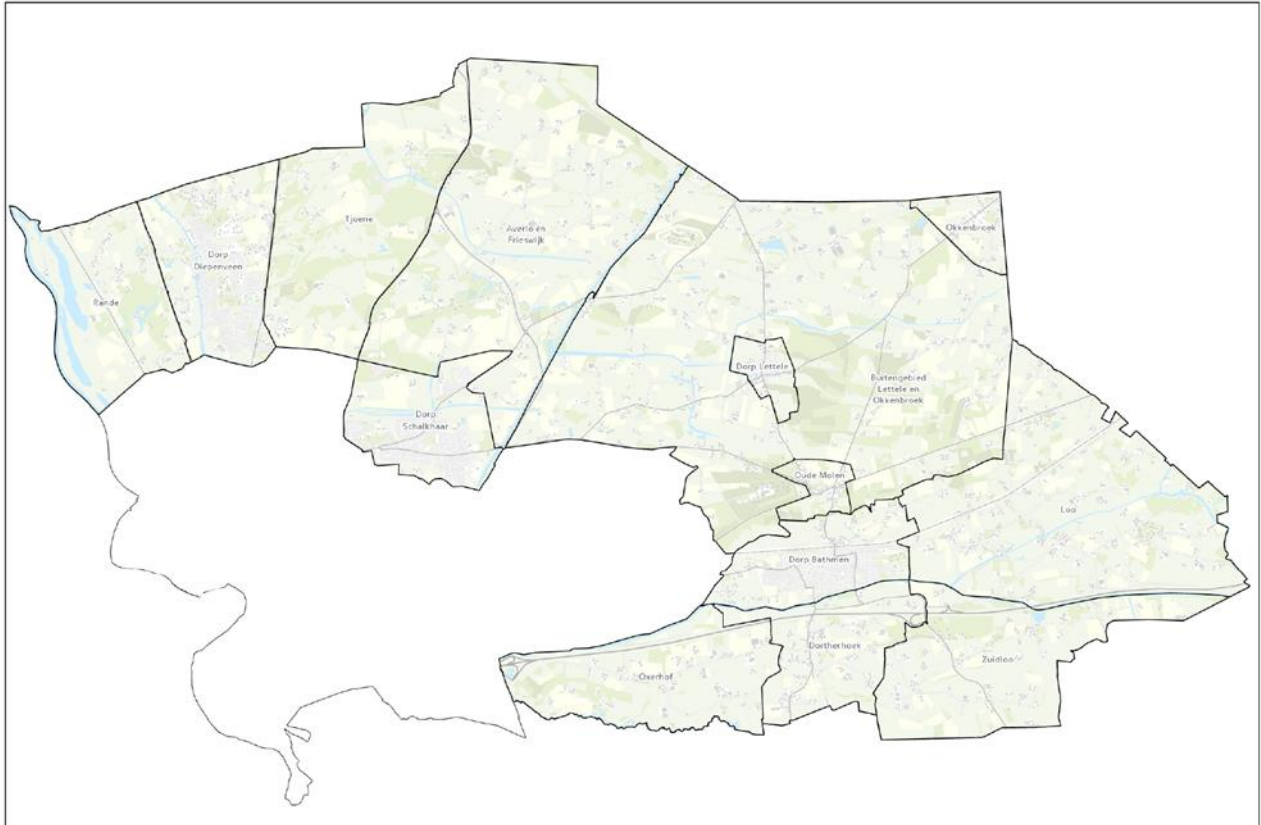 Okkenbroek
Tjoene
Averlo en
Frieswijk
Dorp
Diepenveen
Rande
Dorp Lettele
Buitengebied
Lettele en
Okkenbroek
Dorp
Schalkhaar
Oude Molen
Loo
Dorp Bathmen
Dortherhoek
Zuidloo
Oxerhof